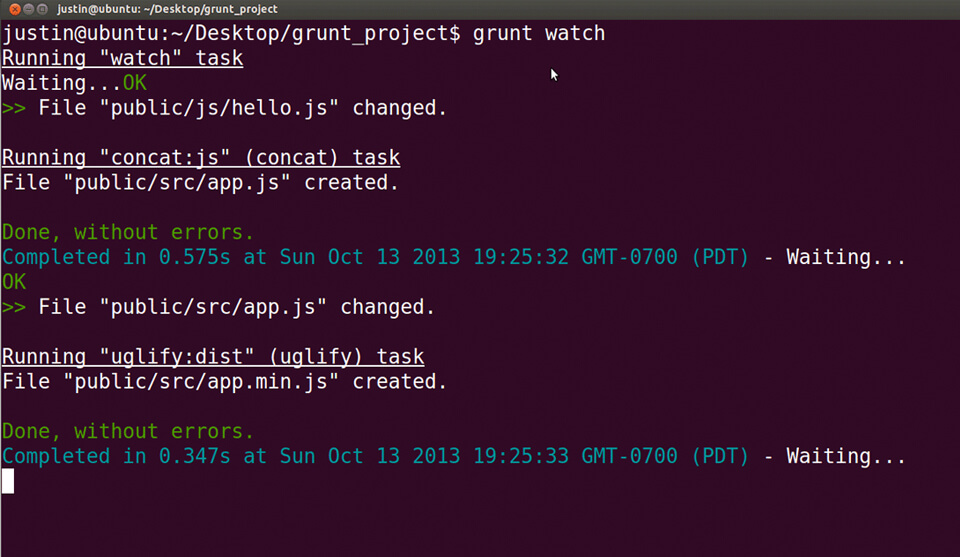 justin@ubuntu: ~/Desktop/grunt_project
justin@ubuntu:~/Desktop/grunt_project$ grunt watch
Running "watch" task
Waiting...OK
>> File "public/js/hello.js" changed.
Running "concat:js" (concat) task
File "public/src/app.js" created.
Done, without errors.
Completed in 0.575s at Sun Oct 13 2013 19:25:32 GMT-0700 (PDT) - Waiting...
OK
>> File "public/src/app.js" changed.
Running "uglify:dist" (uglify) task
File "public/src/app.min.js" created.
Done, without errors.
Completed in 0.347s at Sun Oct 13 2013 19:25:33 GMT-0700 (PDT) - Waiting...